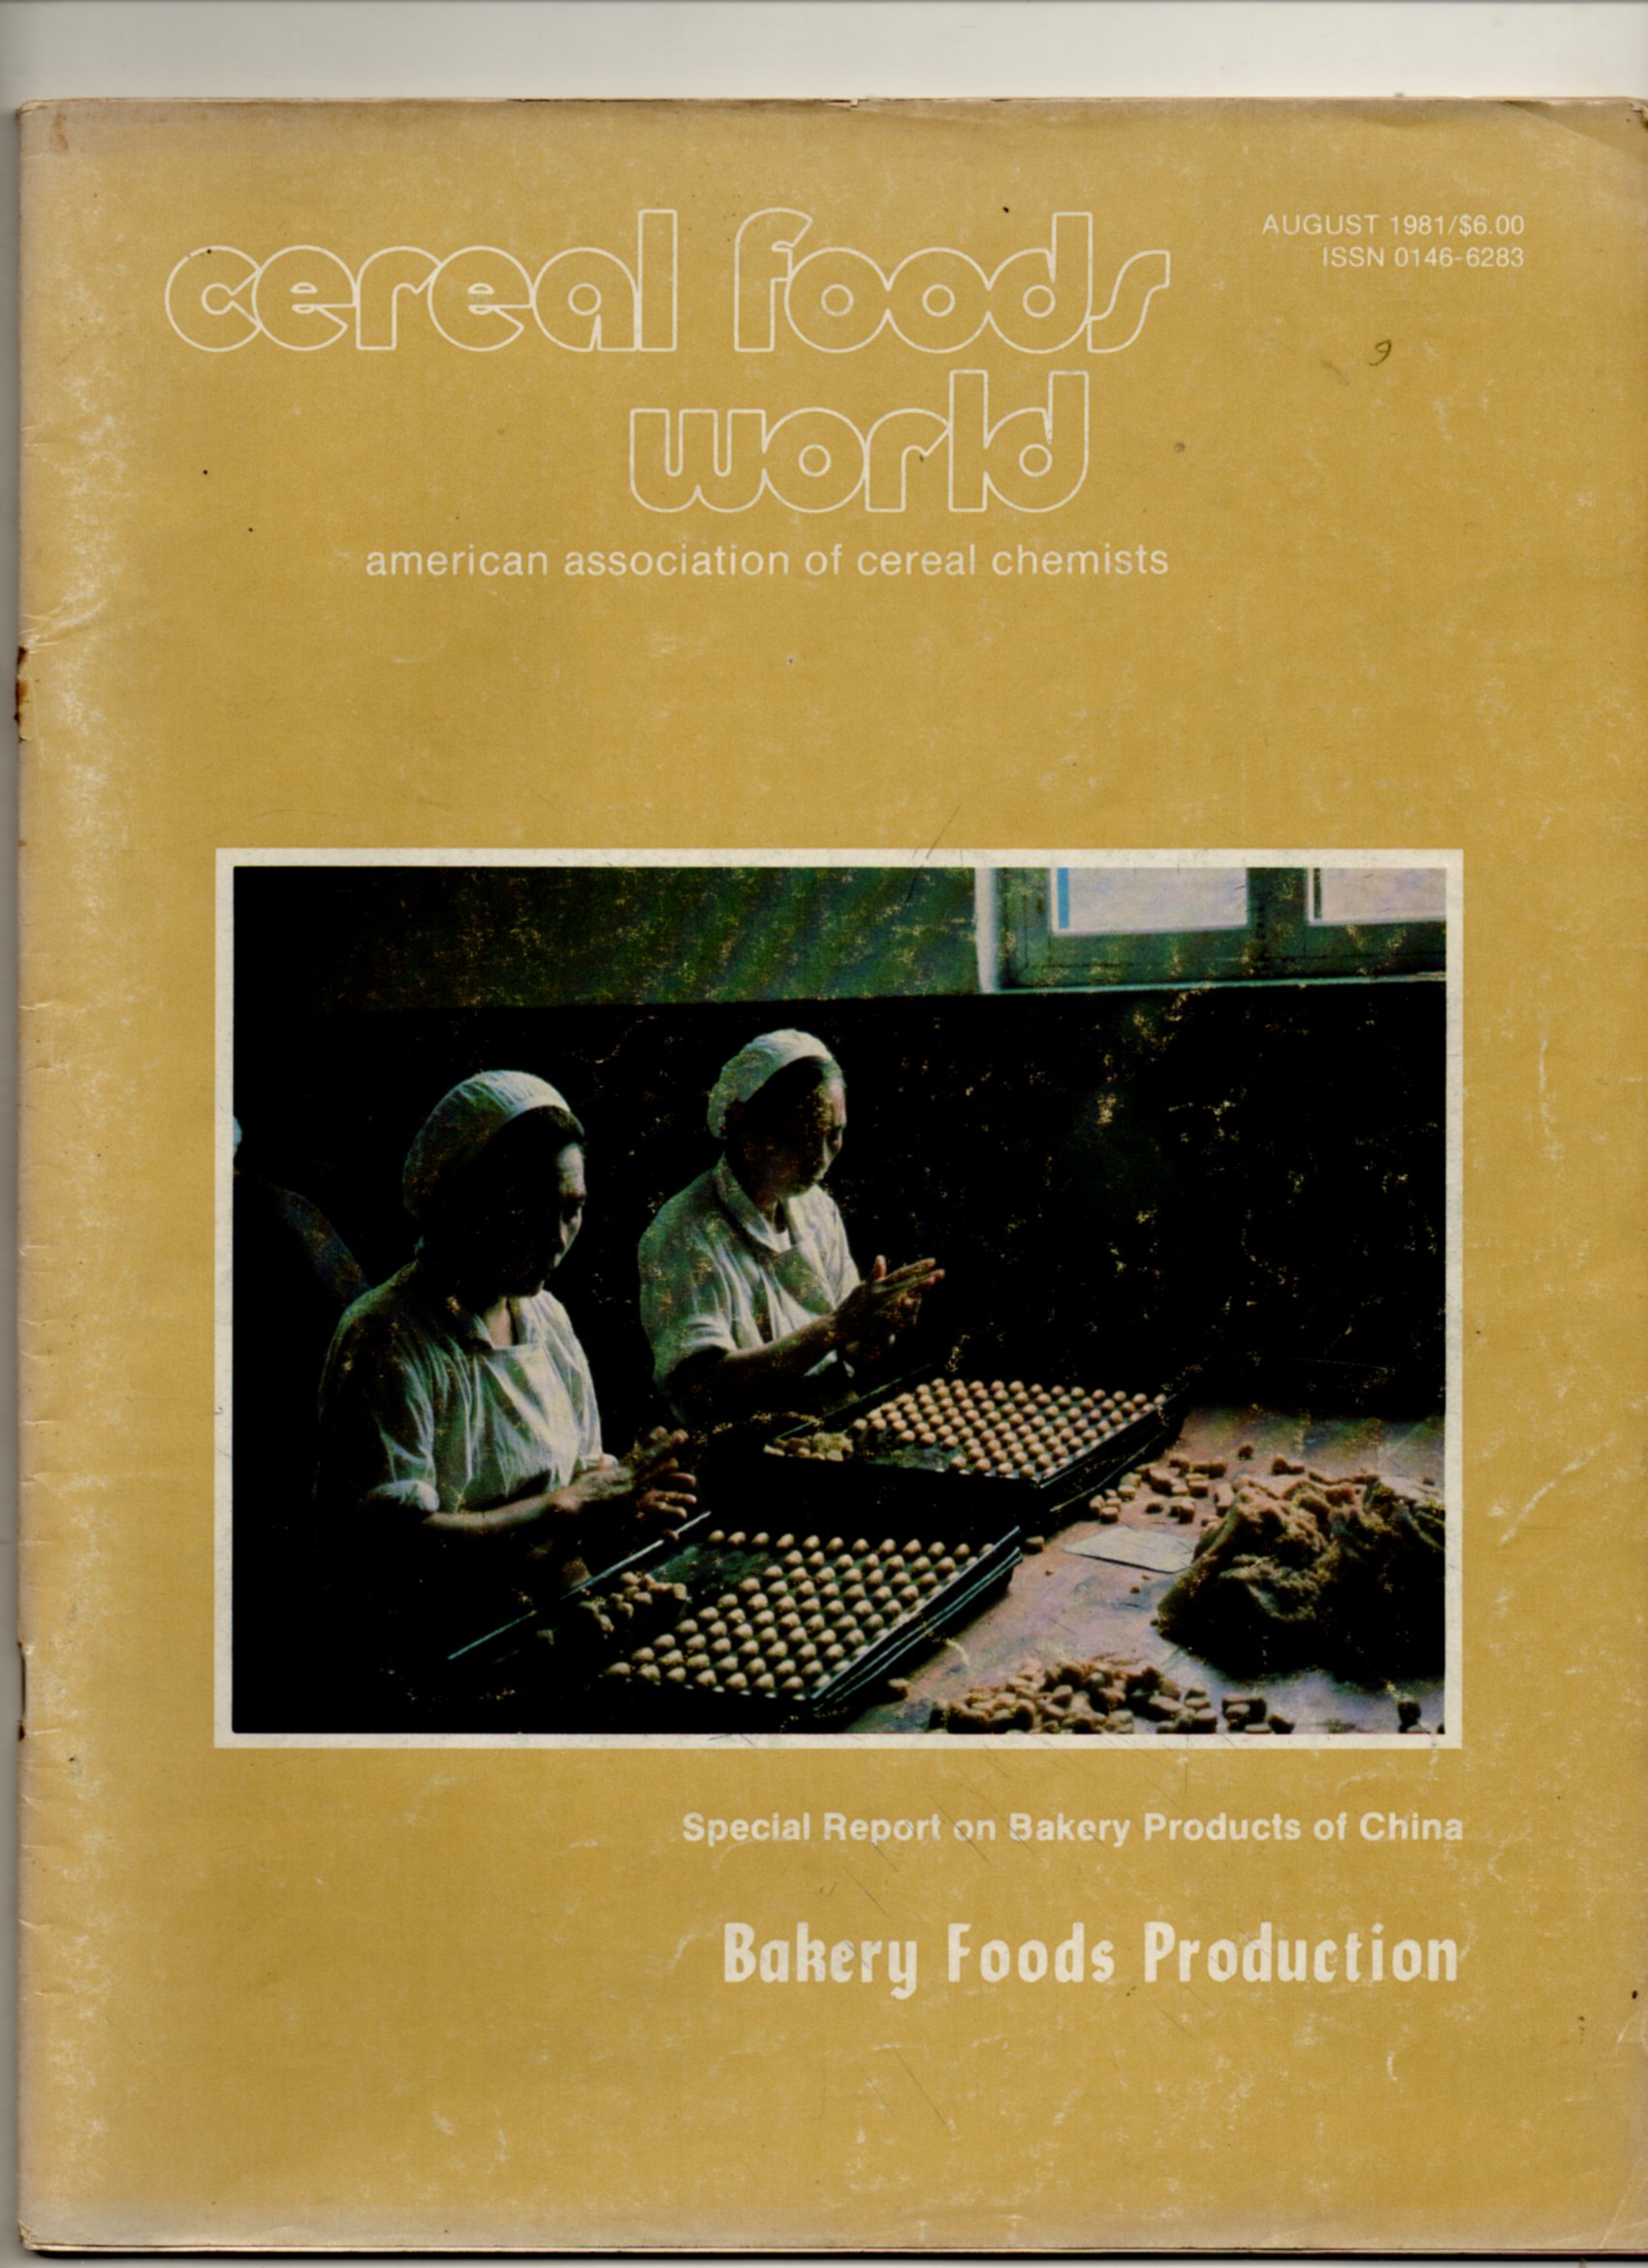 cereal foods
world
AUGUST 1981/$6.00
ISSN 0146-6283
american association of cereal chemists
Special Report on Bakery Products of China
Bakery Foods Production